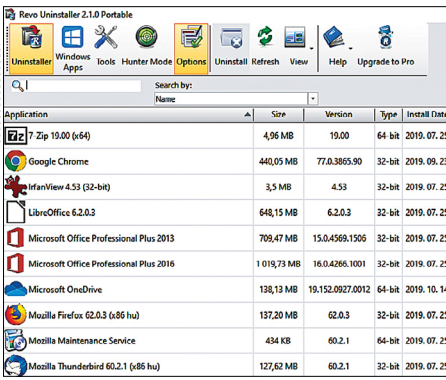 Revo Uninstaller 2.1.0 Portable
Uninstaller Windows Apps Tools Hunter Mode Options Uninstall Refresh View Help Upgrade to Pro
Search by:
Name
Application Size Version Type Install Date
7-Zip 19.00 (x64) 4,96 MB 19.00 64-bit 2019. 07. 25
Google Chrome 440,05 MB 77.0.3865.90 32-bit 2019. 09. 23
IrfanView 4.53 (32-bit) 3,5 MB 4.53 32-bit 2019. 07. 25
LibreOffice 6.2.0.3 648,15 MB 6.2.0.3 32-bit 2019. 07. 25
Microsoft Office Professional Plus 2013 709,47 MB 15.0.4569.1506 32-bit 2019. 07. 25
Microsoft Office Professional Plus 2016 1 019,73 MB 16.0.4266.1001 32-bit 2019. 07. 25
Microsoft OneDrive 138,13 MB 19.152.0927.0012 64-bit 2019. 10. 14
Mozilla Firefox 62.0.3 (x86 hu) 137,20 MB 62.0.3 32-bit 2019. 07. 25
Mozilla Maintenance Service 434 KB 60.2.1 64-bit 2019. 07. 25
Mozilla Thunderbird 60.2.1 (x86 hu) 127,62 MB 60.2.1 32-bit 2019. 07. 25